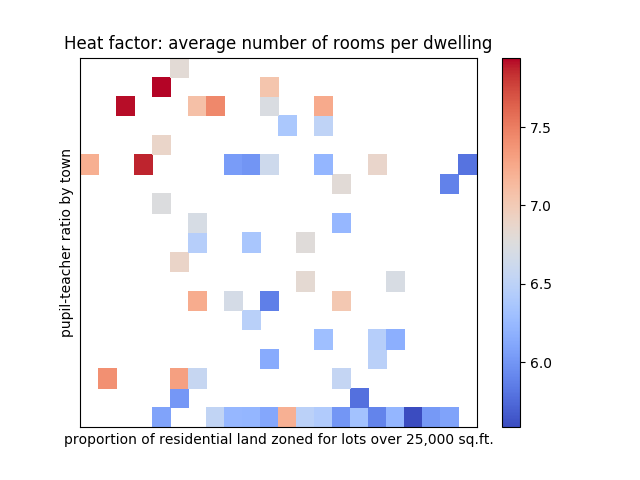 Heat factor: average number of rooms per dwelling
pupil-teacher ratio by town
7.5
7.0
6.5
6.0
proportion of residential land zoned for lots over 25,000 sq.ft.